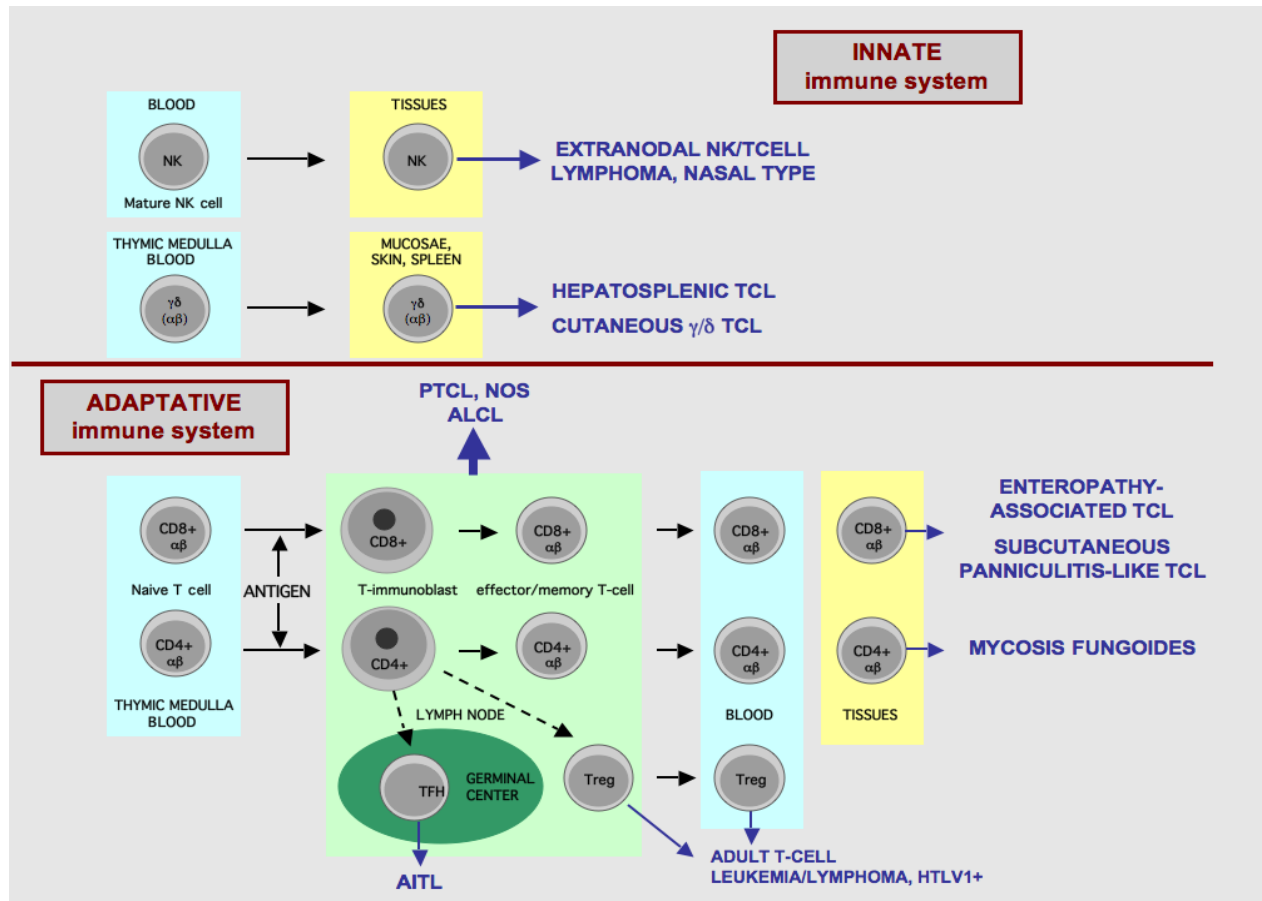 INNATE
immune system
BLOOD
NK
Mature NK cell
TISSUES
NK
EXTRANODAL NK/TCELL
LYMPHOMA, NASAL TYPE
THYMIC MEDULLA
BLOOD
γδ
(αβ)
MUCOSAE,
SKIN, SPLEEN
γδ
(αβ)
HEPATOSPLENIC TCL
CUTANEOUS γ/δ TCL
ADAPTATIVE
immune system
PTCL, NOS
ALCL
CD8+
αβ
Naive T cell
CD4+
αβ
THYMIC MEDULLA
BLOOD
ANTIGEN
CD8+
T-immunoblast
CD4+
CD8+
αβ
effector/memory T-cell
CD4+
αβ
LYMPH NODE
TFH
GERMINAL
CENTER
Treg
AITL
CD8+
αβ
CD4+
αβ
BLOOD
Treg
CD8+
αβ
CD4+
αβ
TISSUES
ENTEROPATHY-
ASSOCIATED TCL
SUBCUTANEOUS
PANNICULITIS-LIKE TCL
MYCOSIS FUNGOIDES
ADULT T-CELL
LEUKEMIA/LYMPHOMA, HTLV1+